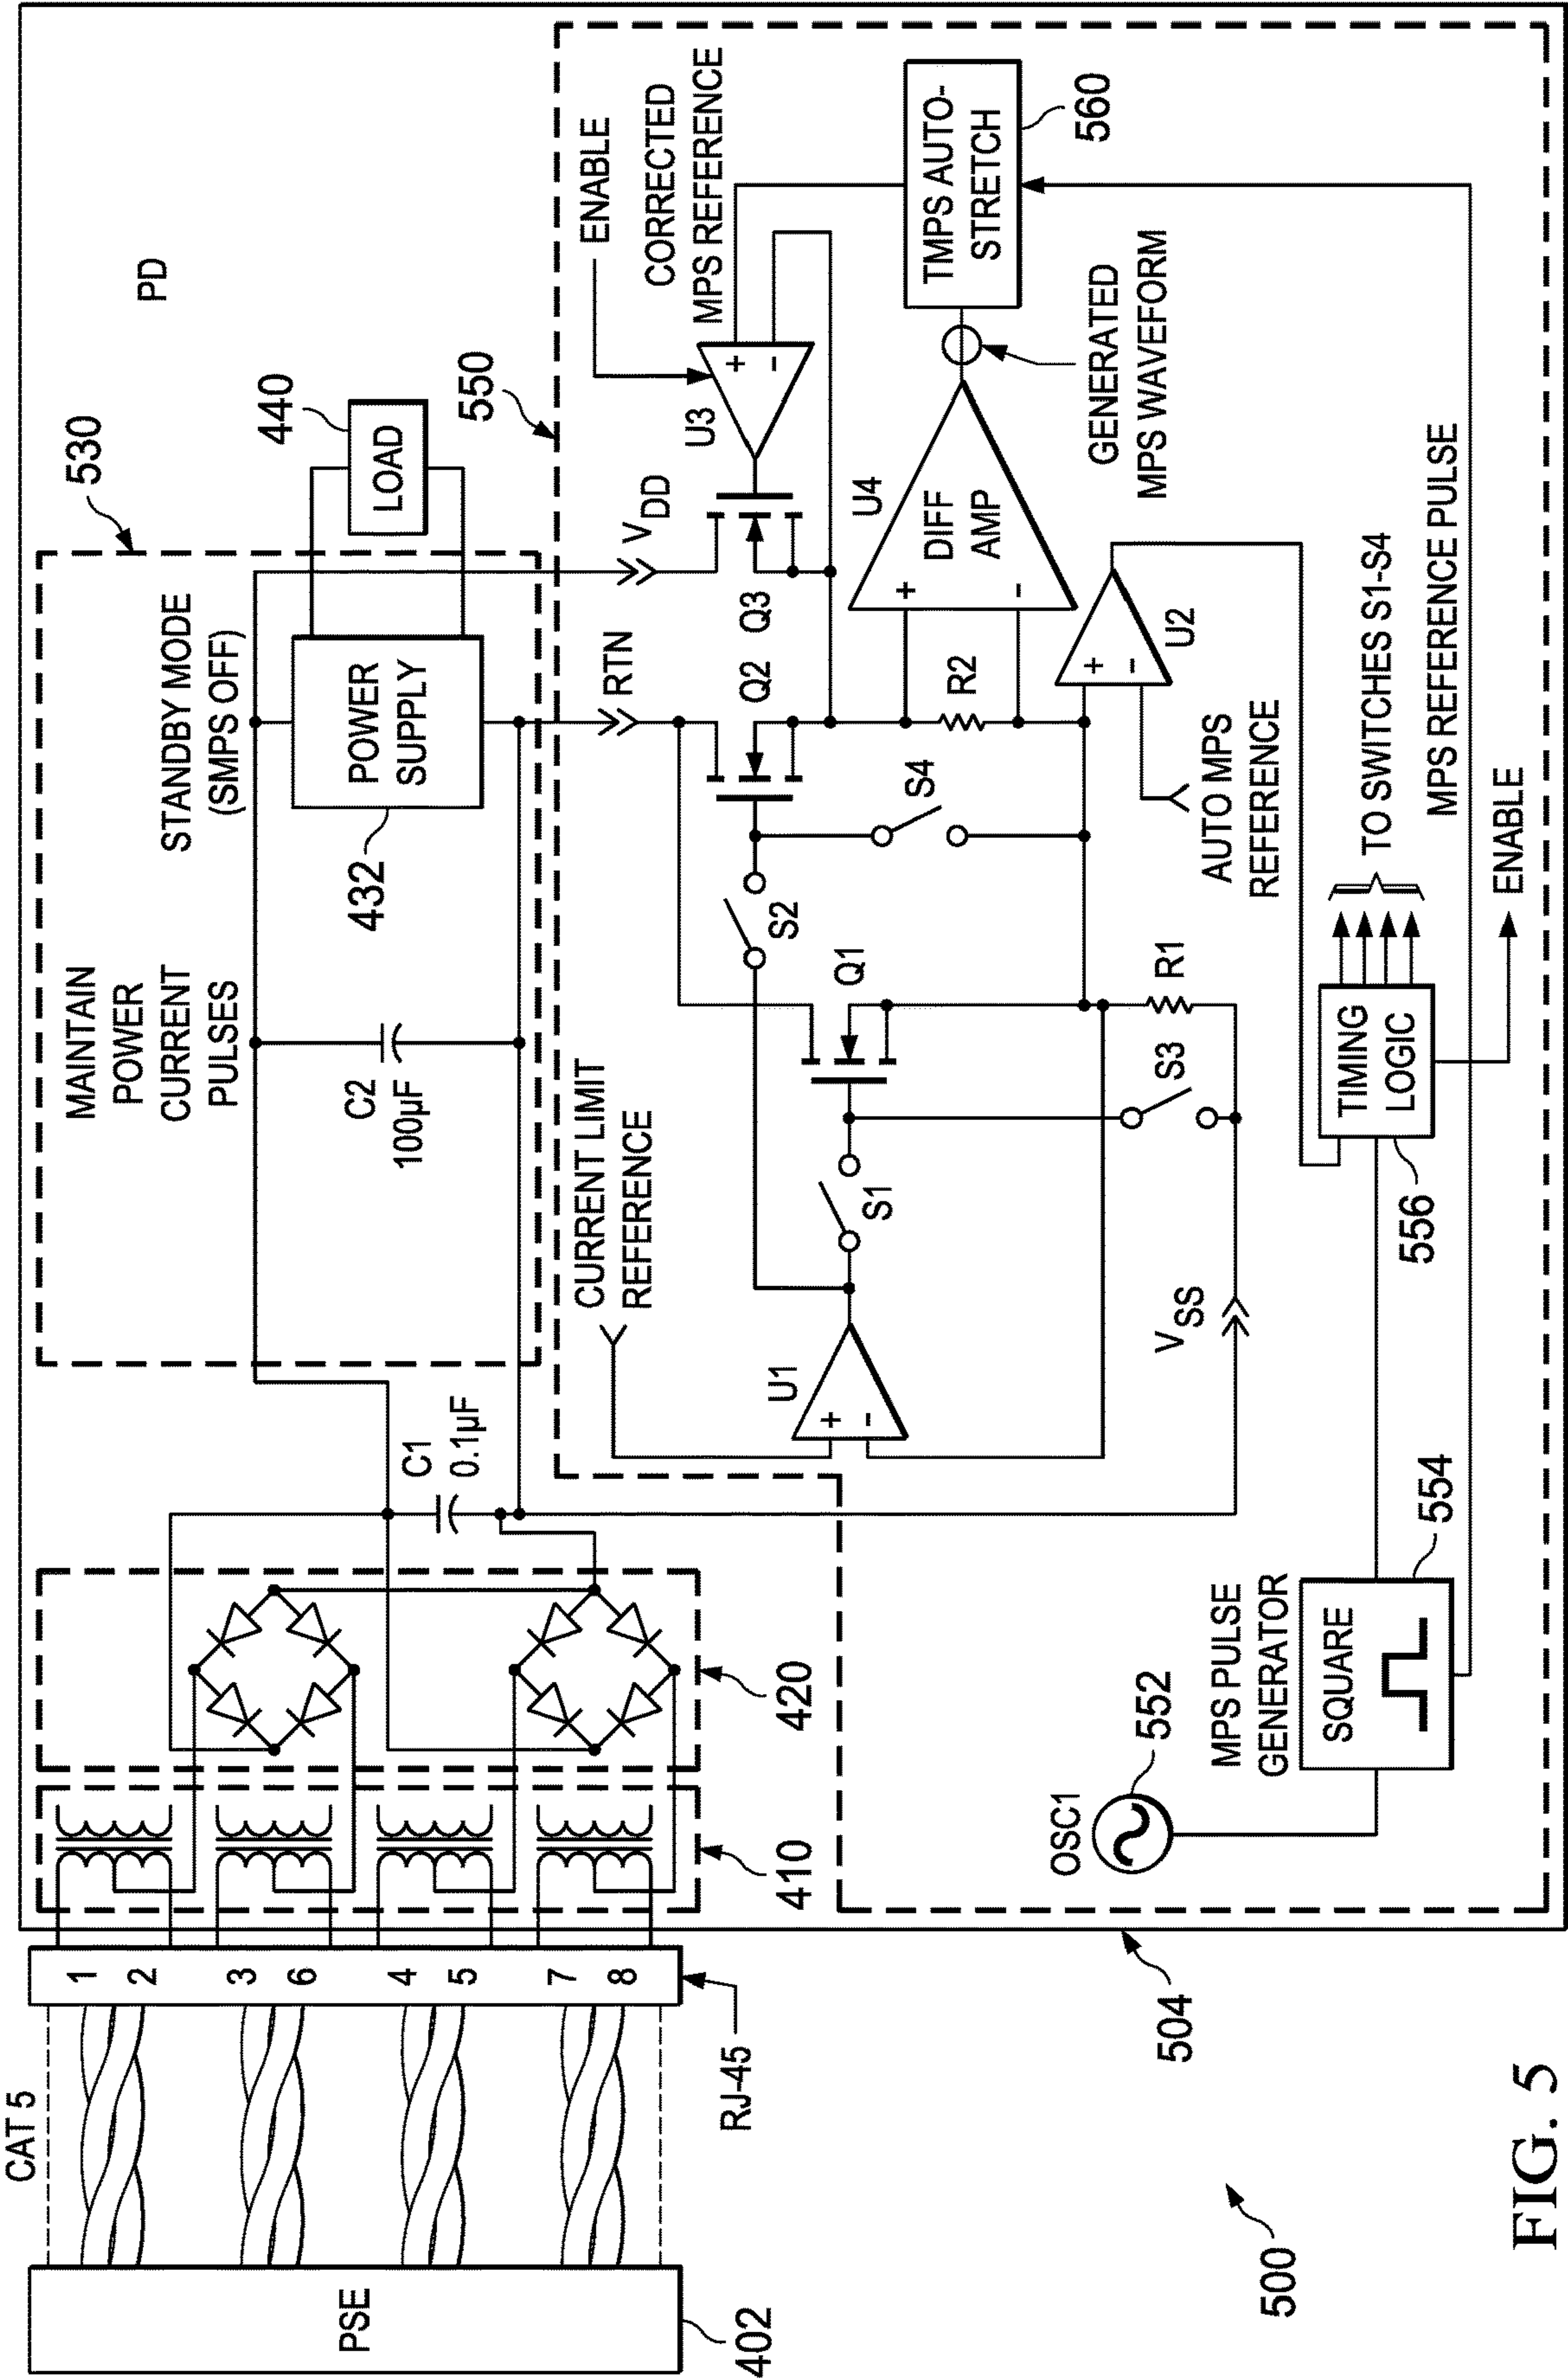 CAT 5
PSE
402
1
2
3
6
4
5
7
8
RJ-45
410
420
C1
0.1µF
MAINTAIN
POWER
CURRENT
PULSES
STANDBY MODE
(SMPS OFF)
C2
100µF
POWER
SUPPLY
432
530
LOAD
440
PD
550
CURRENT LIMIT
REFERENCE
U1
+
-
S1
S2
Q1
S3
R1
VSS
S4
RTN
Q2
VDD
Q3
R2
U3
+
-
ENABLE
CORRECTED
MPS REFERENCE
U4
DIFF
AMP
+
-
GENERATED
MPS WAVEFORM
TMPS AUTO-
STRETCH
560
U2
+
-
AUTO MPS
REFERENCE
OSC1
552
MPS PULSE
GENERATOR
SQUARE
554
TIMING
LOGIC
556
TO SWITCHES S1-S4
MPS REFERENCE PULSE
ENABLE
504
500
FIG. 5